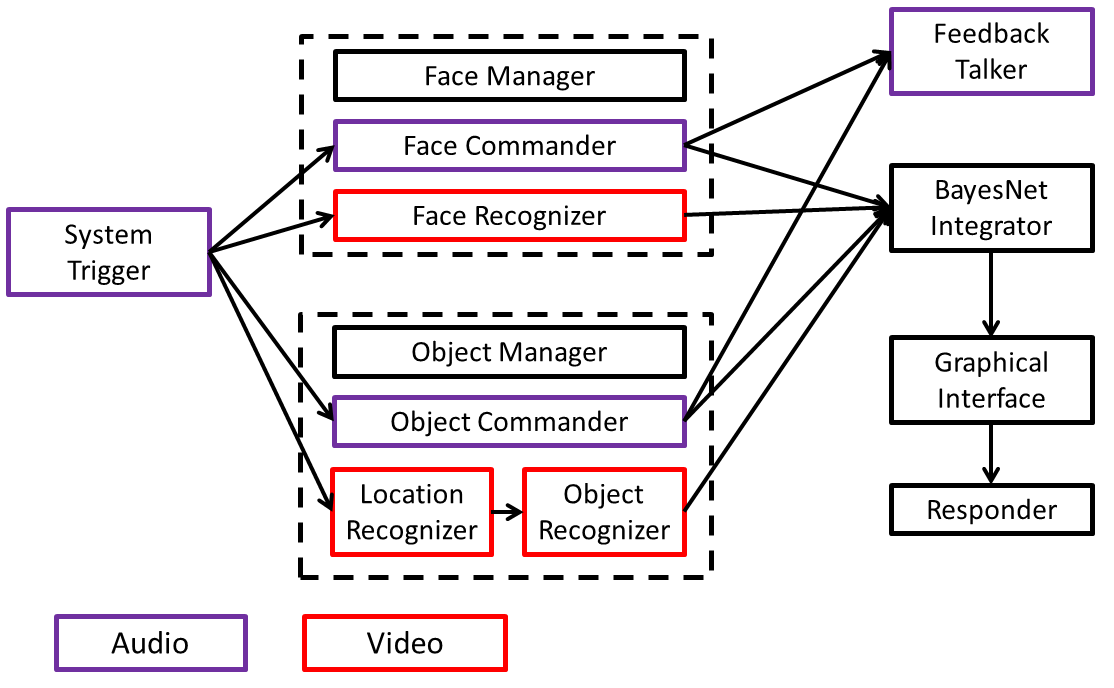 System
Trigger
Face Manager
Face Commander
Face Recognizer
Object Manager
Object Commander
Location
Recognizer
Object
Recognizer
Feedback
Talker
BayesNet
Integrator
Graphical
Interface
Responder
Audio
Video